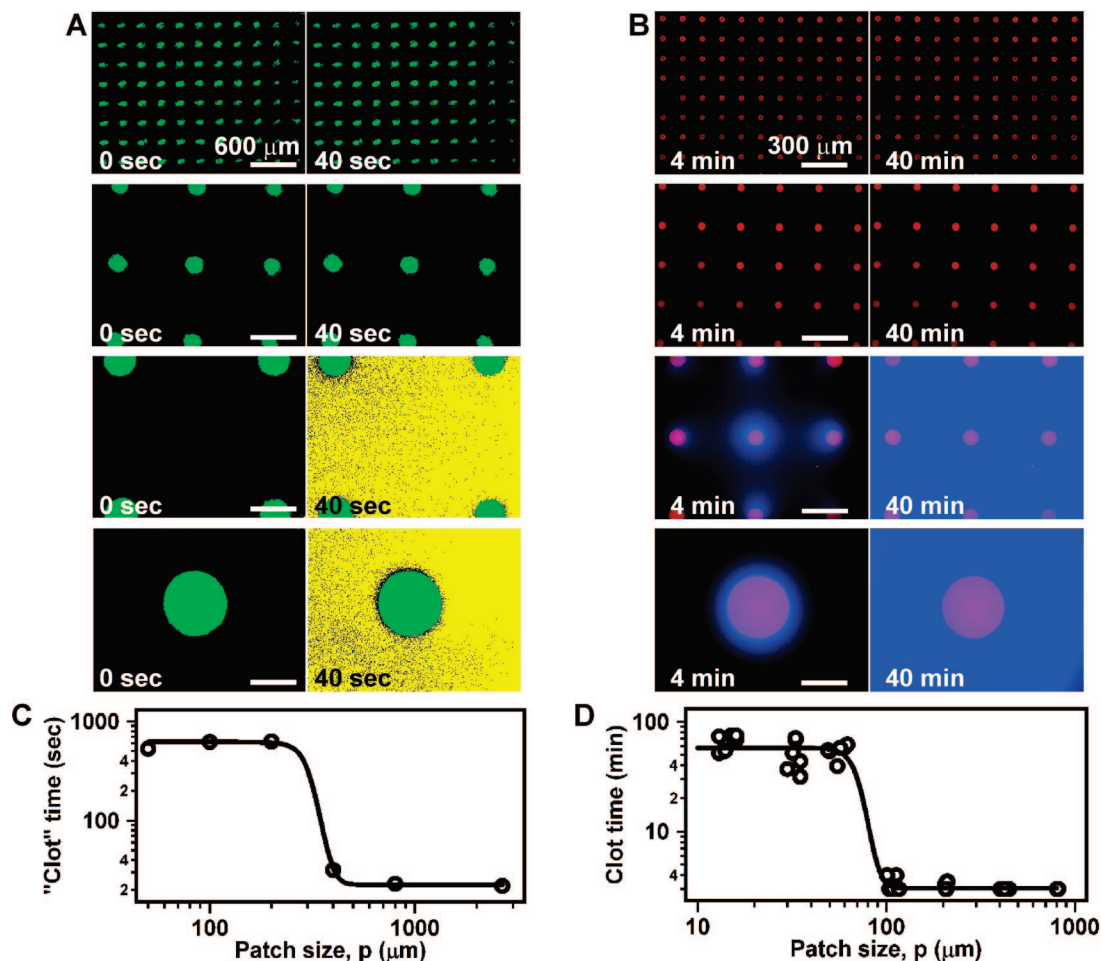 A
0 sec
600 μm
40 sec
0 sec
40 sec
0 sec
40 sec
0 sec
40 sec
B
4 min
300 μm
40 min
4 min
40 min
4 min
40 min
4 min
40 min
C
"Clot" time (sec)
1000
4
2
100
4
2
100
1000
Patch size, p (μm)
D
Clot time (min)
100
4
2
10
4
10
100
1000
Patch size, p (μm)